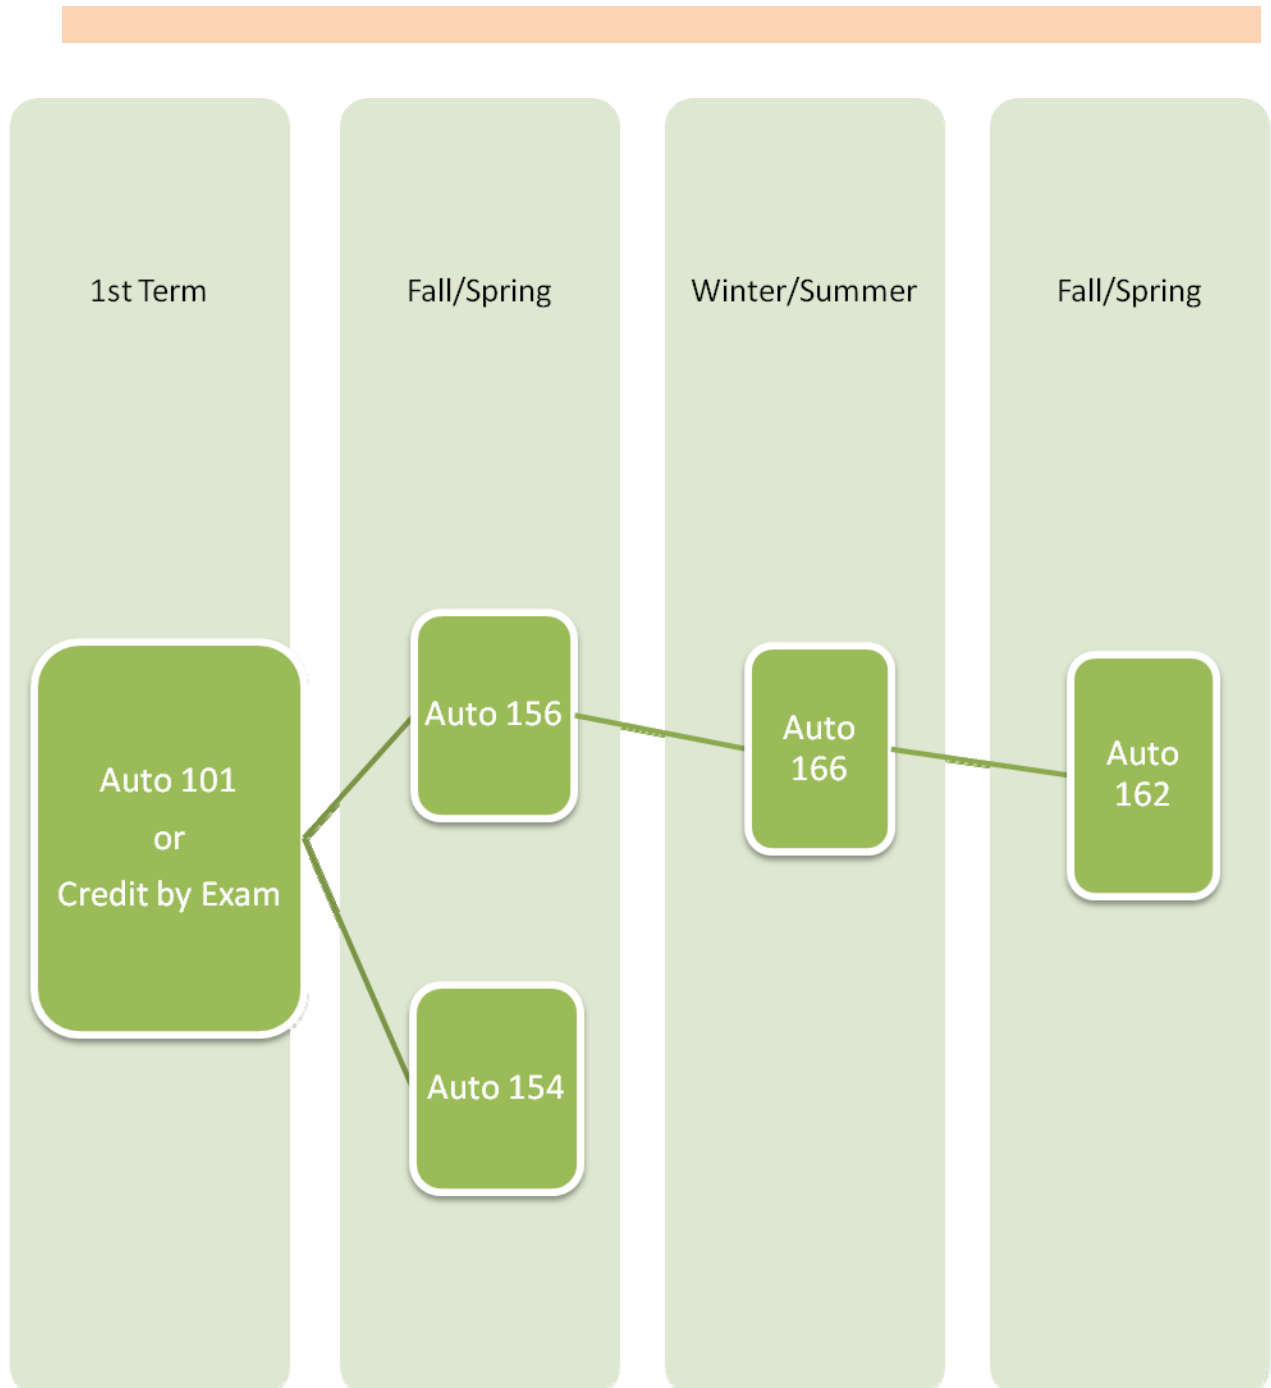 1st Term
Fall/Spring
Winter/Summer
Fall/Spring
Auto 101
or
Credit by Exam
Auto 156
Auto 154
Auto
166
Auto
162